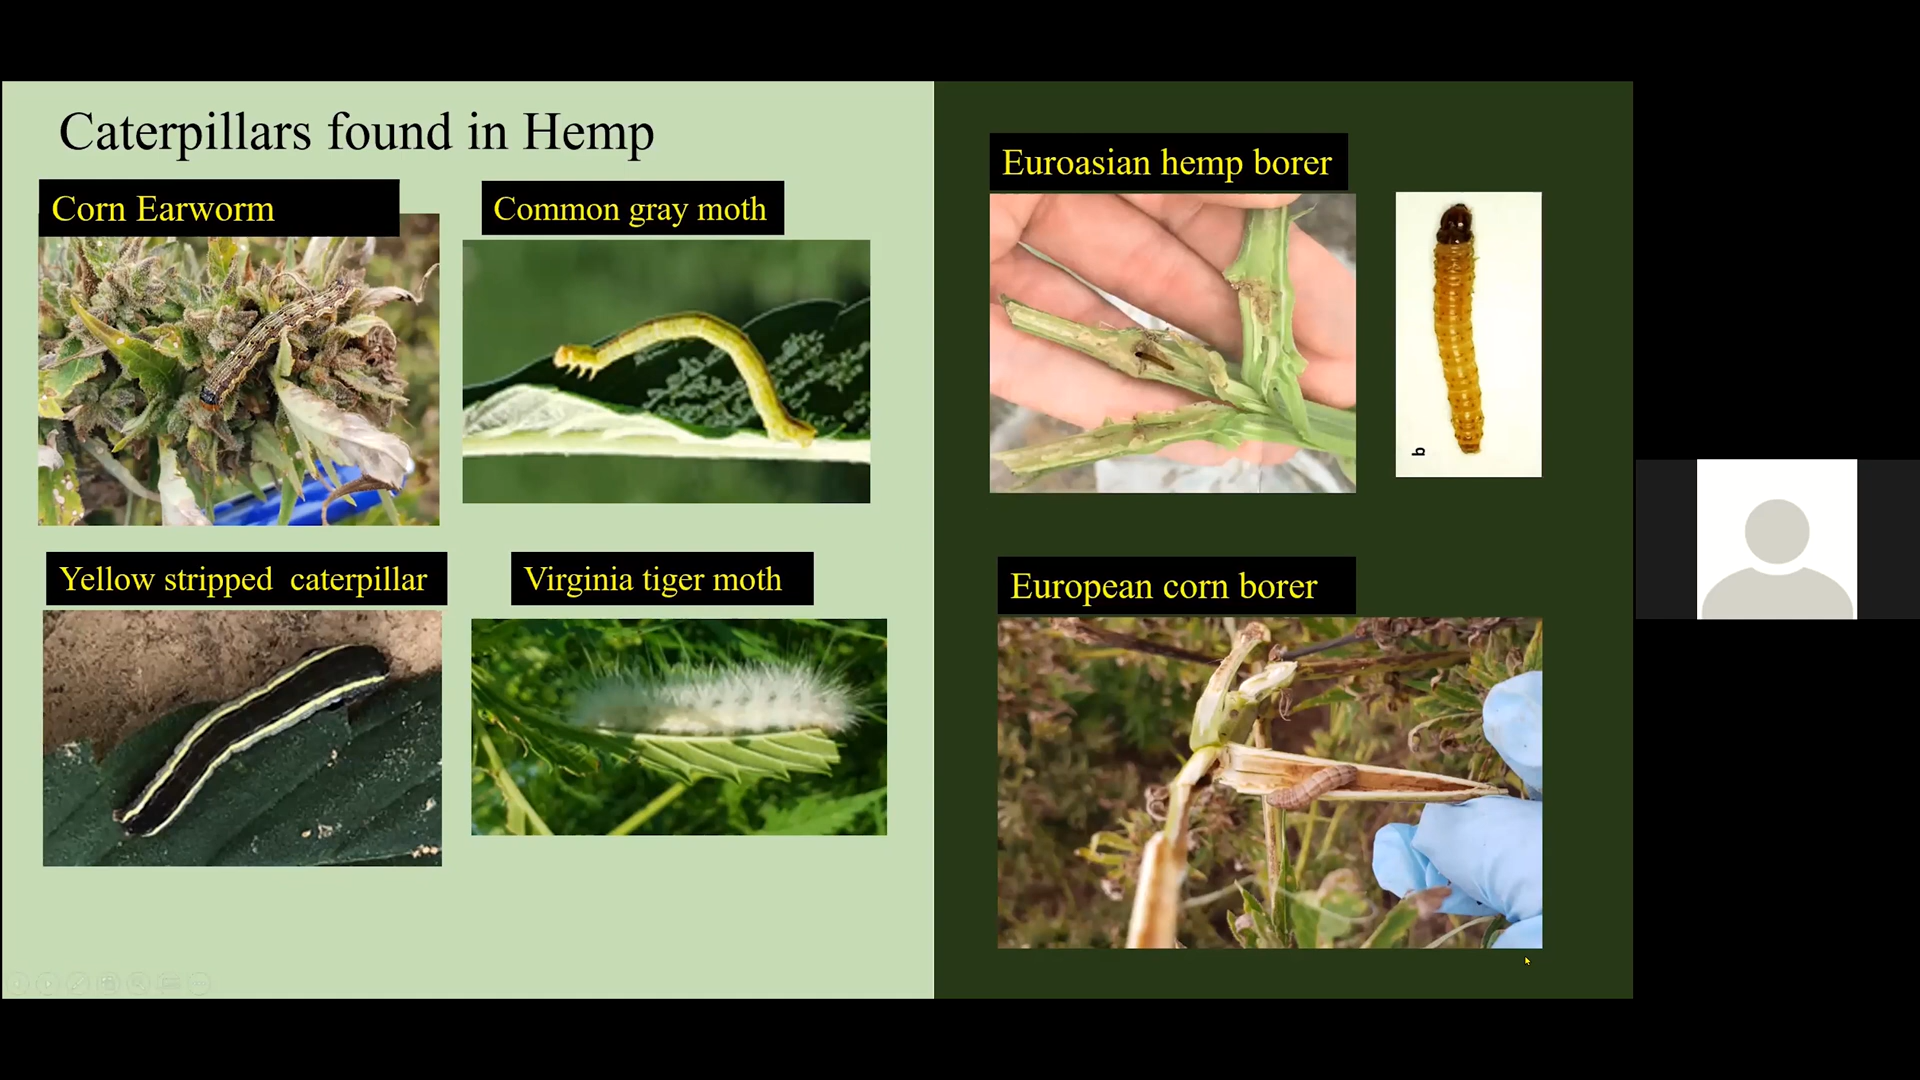 Caterpillars found in Hemp
Corn Earworm
Common gray moth
Yellow stripped  caterpillar
Virginia tiger moth
Euroasian hemp borer
b
European corn borer